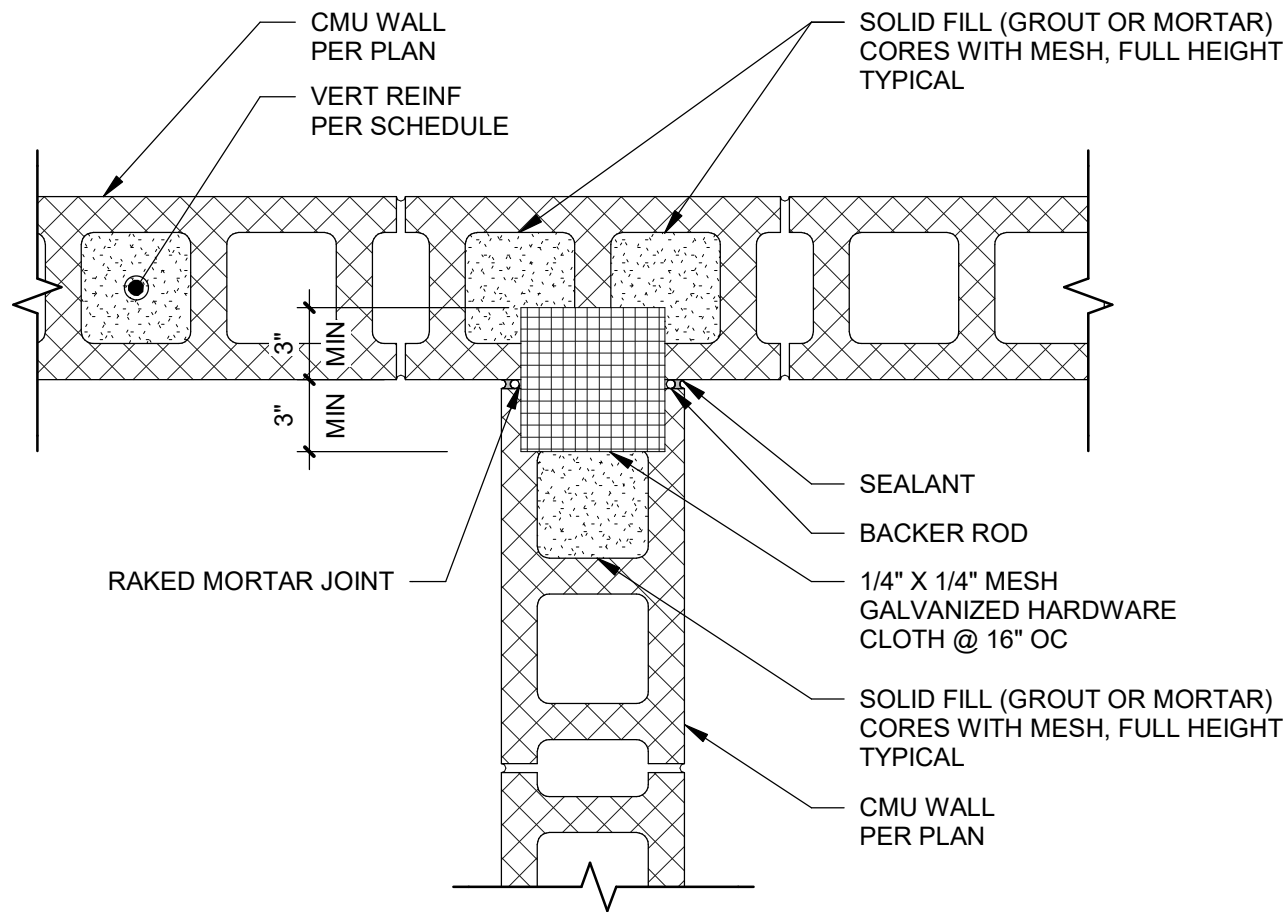 CMU WALL
PER PLAN
VERT REINF
PER SCHEDULE
SOLID FILL (GROUT OR MORTAR)
CORES WITH MESH, FULL HEIGHT
TYPICAL
3"
MIN
3"
MIN
RAKED MORTAR JOINT
SEALANT
BACKER ROD
1/4" X 1/4" MESH
GALVANIZED HARDWARE
CLOTH @ 16" OC
SOLID FILL (GROUT OR MORTAR)
CORES WITH MESH, FULL HEIGHT
TYPICAL
CMU WALL
PER PLAN